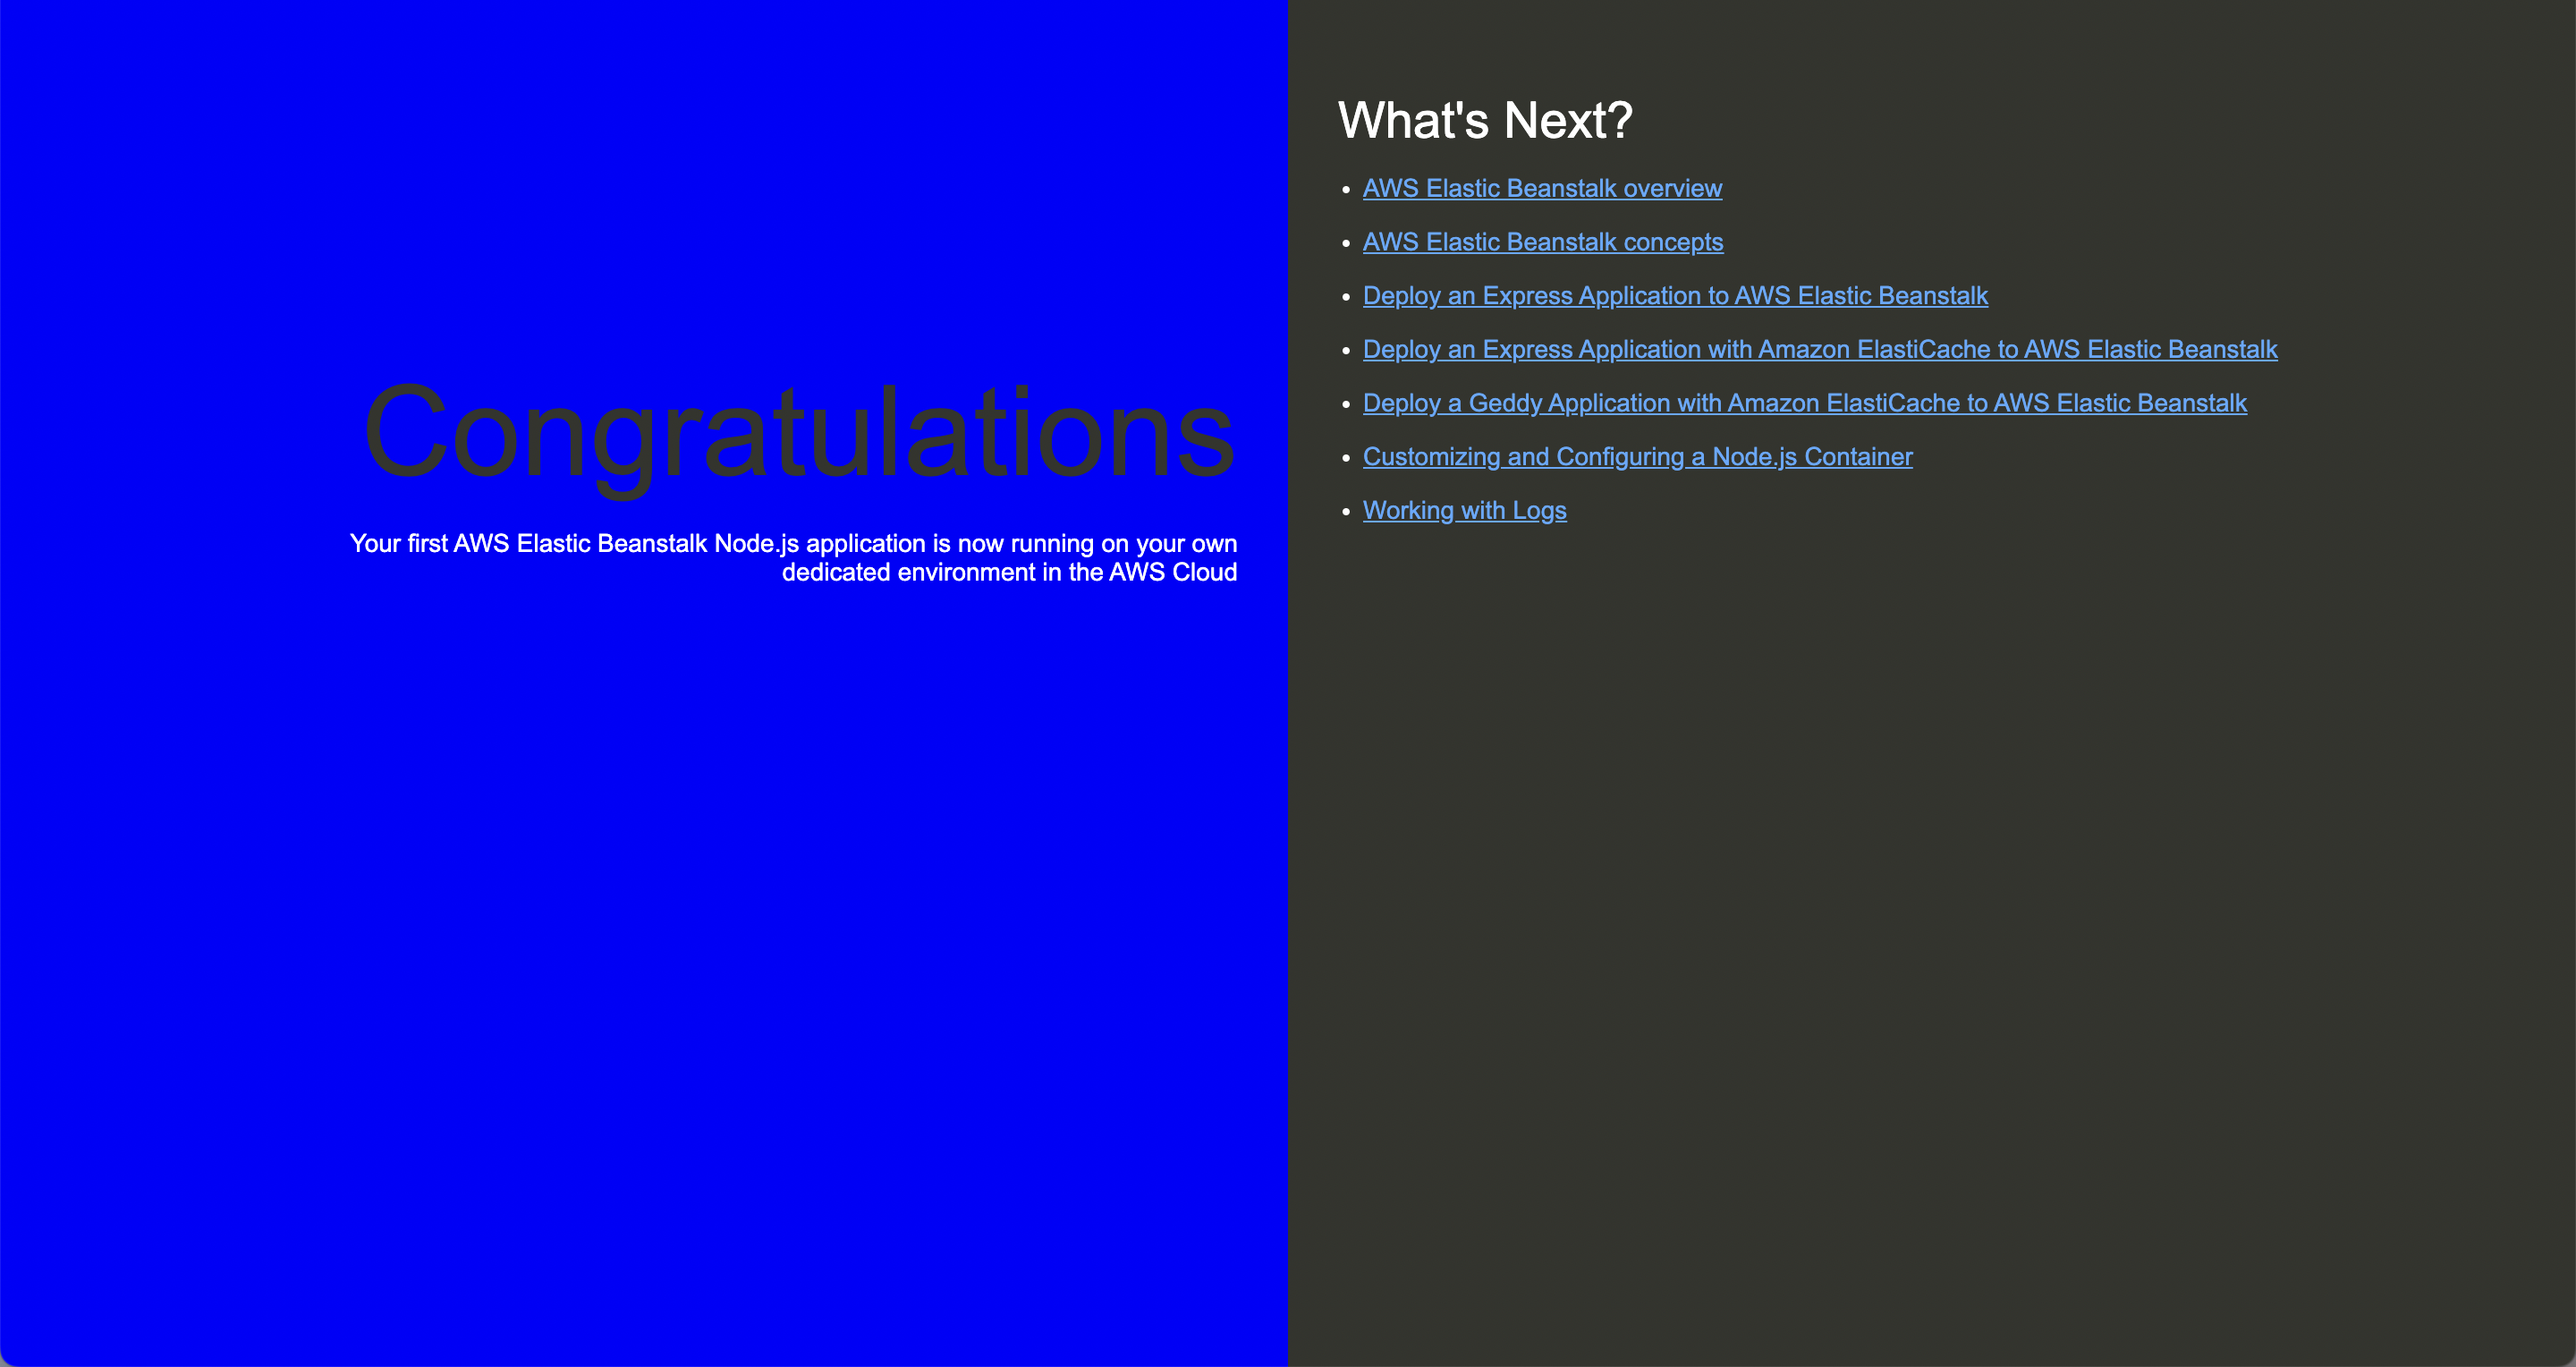 Congratulations
Your first AWS Elastic Beanstalk Node.js application is now running on your own
dedicated environment in the AWS Cloud
What's Next?
AWS Elastic Beanstalk overview
AWS Elastic Beanstalk concepts
Deploy an Express Application to AWS Elastic Beanstalk
Deploy an Express Application with Amazon ElastiCache to AWS Elastic Beanstalk
Deploy a Geddy Application with Amazon ElastiCache to AWS Elastic Beanstalk
Customizing and Configuring a Node.js Container
Working with Logs